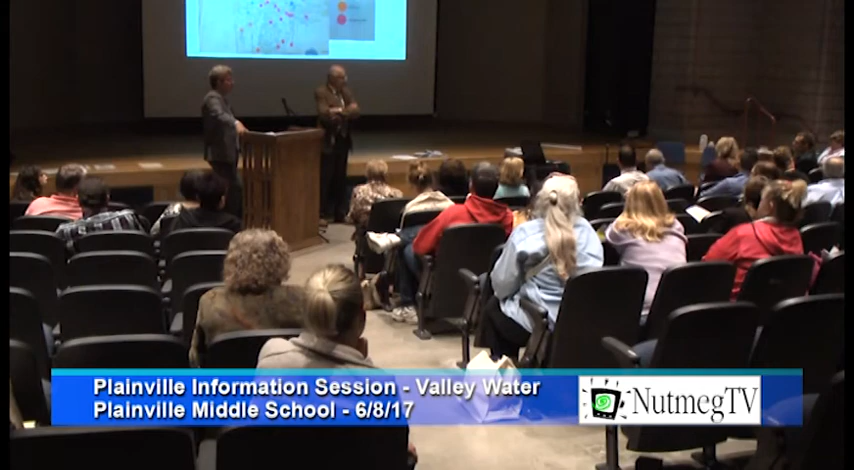 Plainville Information Session - Valley Water
Plainville Middle School - 6/8/17
NutmegTV